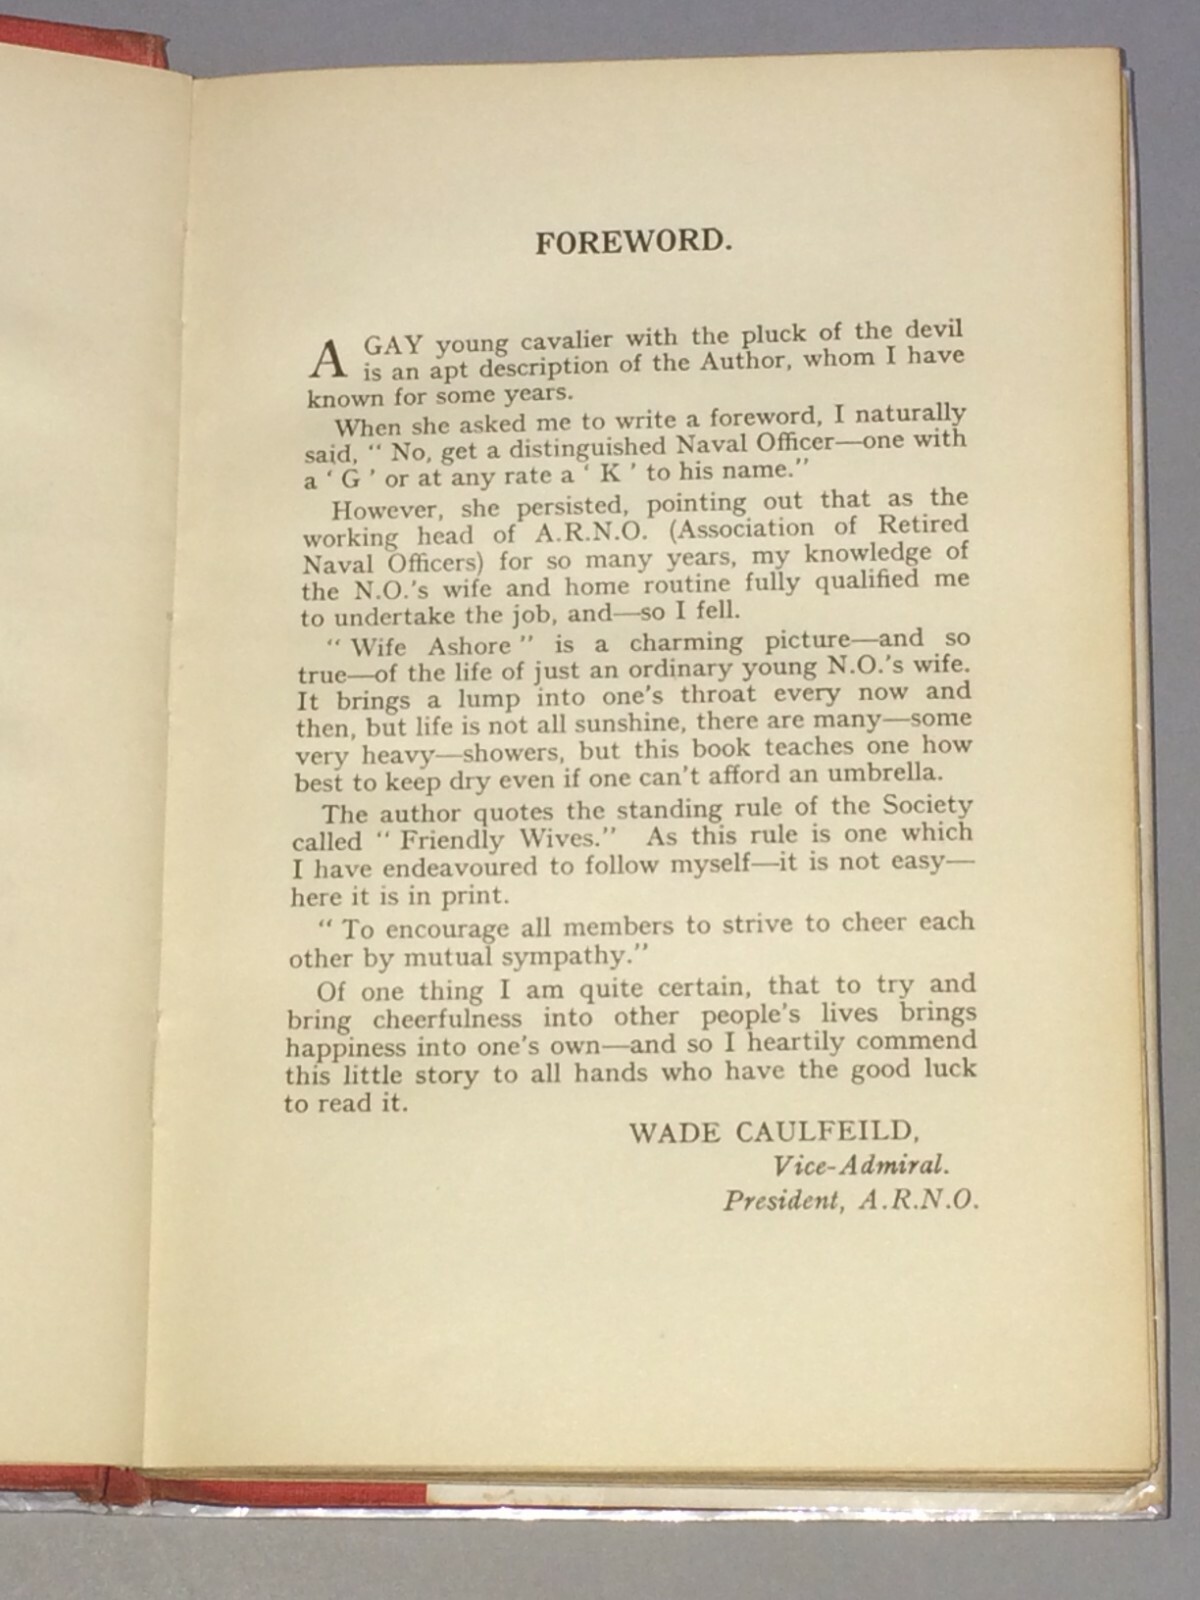 FOREWORD.
A GAY young cavalier with the pluck of the devil
is an apt description of the Author, whom I have
known for some years.
When she asked me to write a foreword, I naturally
said, “ No, get a distinguished Naval Officer—one with
a ‘ G ’ or at any rate a ‘ K ’ to his name.”
However, she persisted, pointing out that as the
working head of A.R.N.O. (Association of Retired
Naval Officers) for so many years, my knowledge of
the N.O.’s wife and home routine fully qualified me
to undertake the job, and—so I fell.
“ Wife Ashore ” is a charming picture—and so
true—of the life of just an ordinary young N.O.’s wife.
It brings a lump into one’s throat every now and
then, but life is not all sunshine, there are many—some
very heavy—showers, but this book teaches one how
best to keep dry even if one can’t afford an umbrella.
The author quotes the standing rule of the Society
called “ Friendly Wives.” As this rule is one which
I have endeavoured to follow myself—it is not easy—
here it is in print.
“ To encourage all members to strive to cheer each
other by mutual sympathy.”
Of one thing I am quite certain, that to try and
bring cheerfulness into other people’s lives brings
happiness into one’s own—and so I heartily commend
this little story to all hands who have the good luck
to read it.
WADE CAULFEILD,
Vice-Admiral.
President, A.R.N.O.